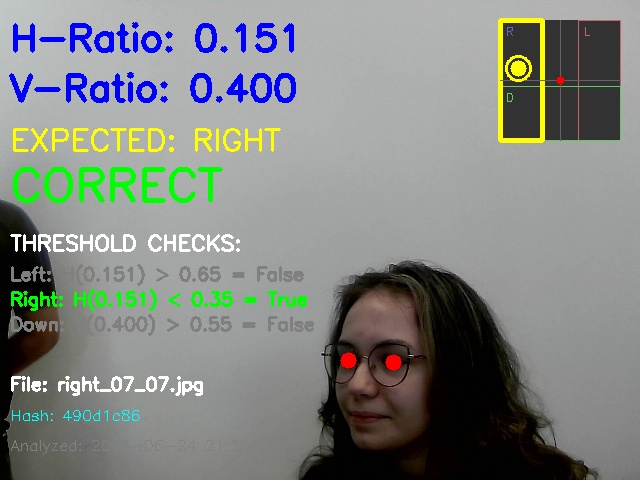 H-Ratio: 0.151
V-Ratio: 0.400
EXPECTED: RIGHT
CORRECT
THRESHOLD CHECKS:
Left: H(0.151) > 0.65 = False
Right: H(0.151) < 0.35 = True
Down: (0.400) > 0.55 = False
File: right_07_07.jpg
Hash: 490d1c86
Analyzed:
R
L
D